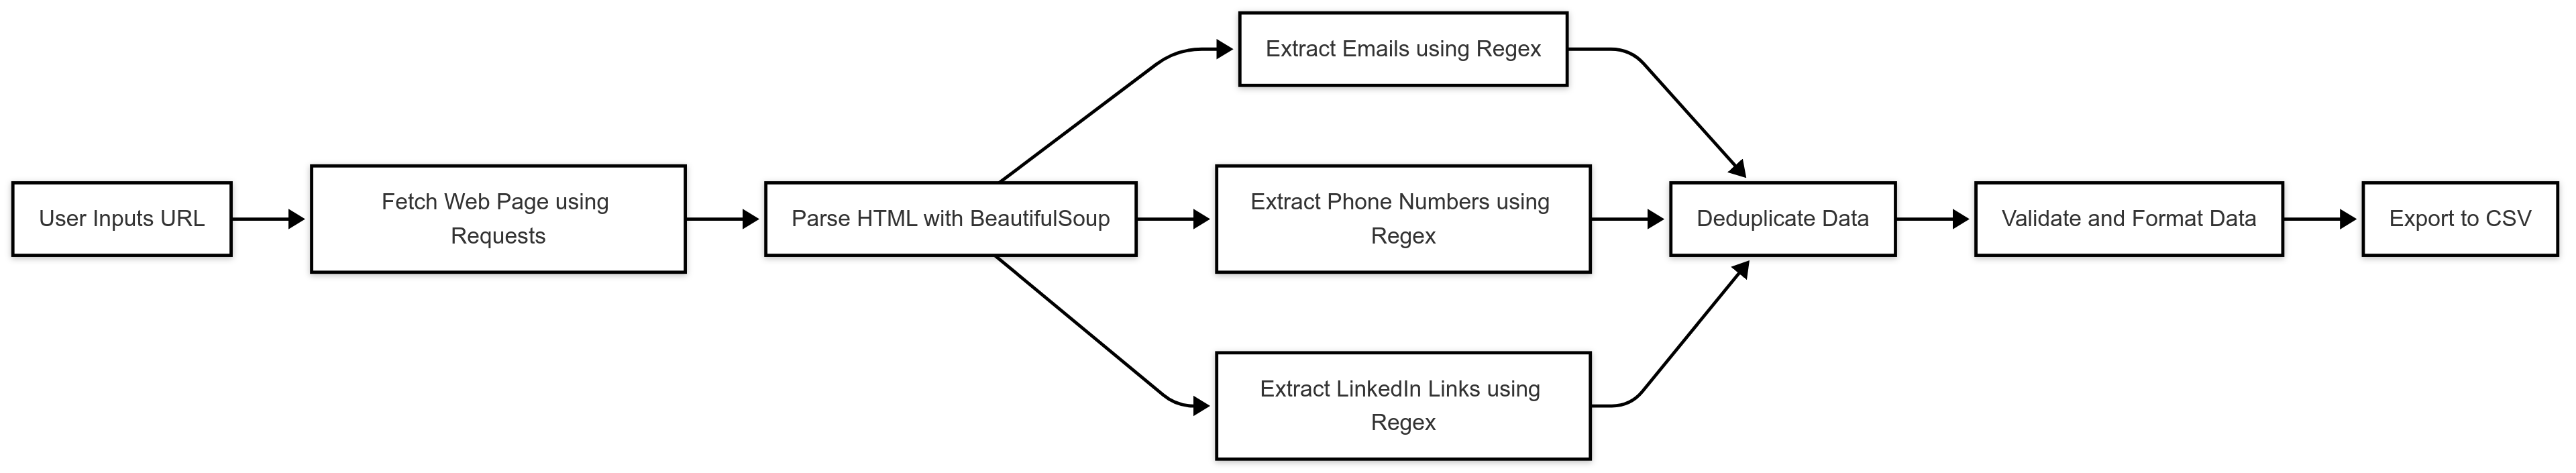 User Inputs URL
Fetch Web Page using
Requests
Parse HTML with BeautifulSoup
Extract Emails using Regex
Extract Phone Numbers using
Regex
Extract LinkedIn Links using
Regex
Deduplicate Data
Validate and Format Data
Export to CSV